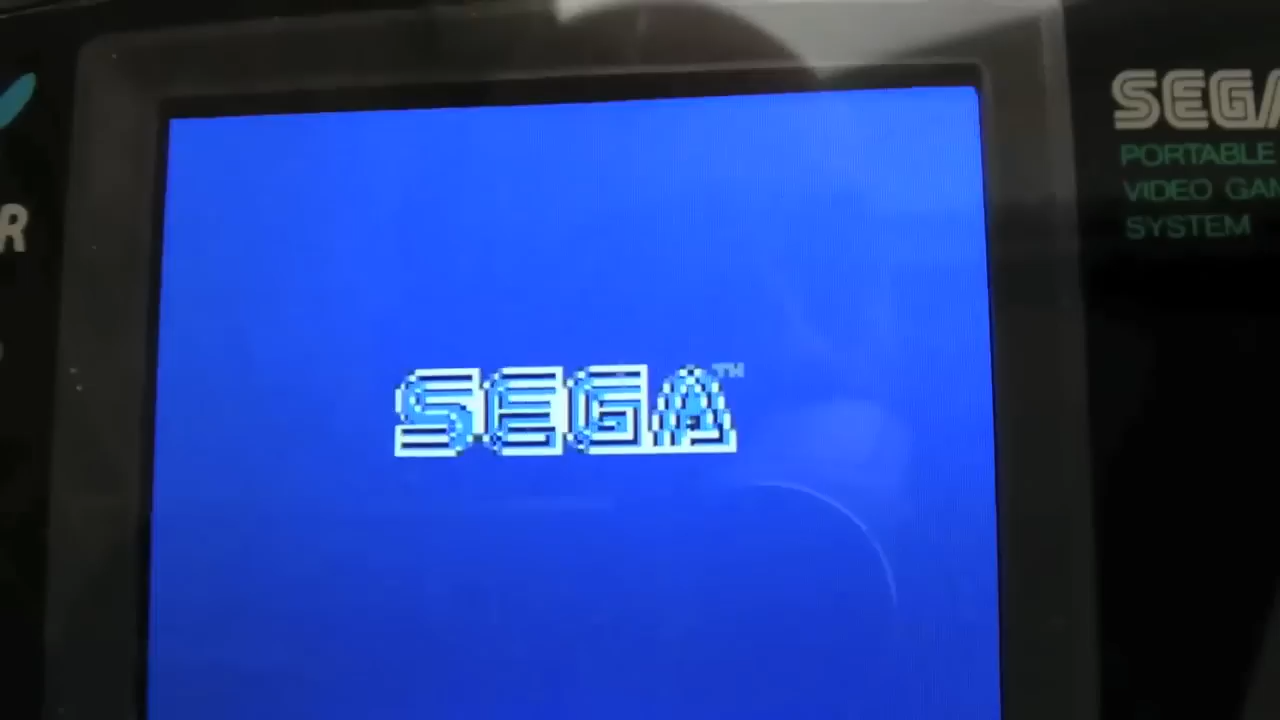 R
SEGA™
SEGA
PORTABLE
VIDEO GAM
SYSTEM